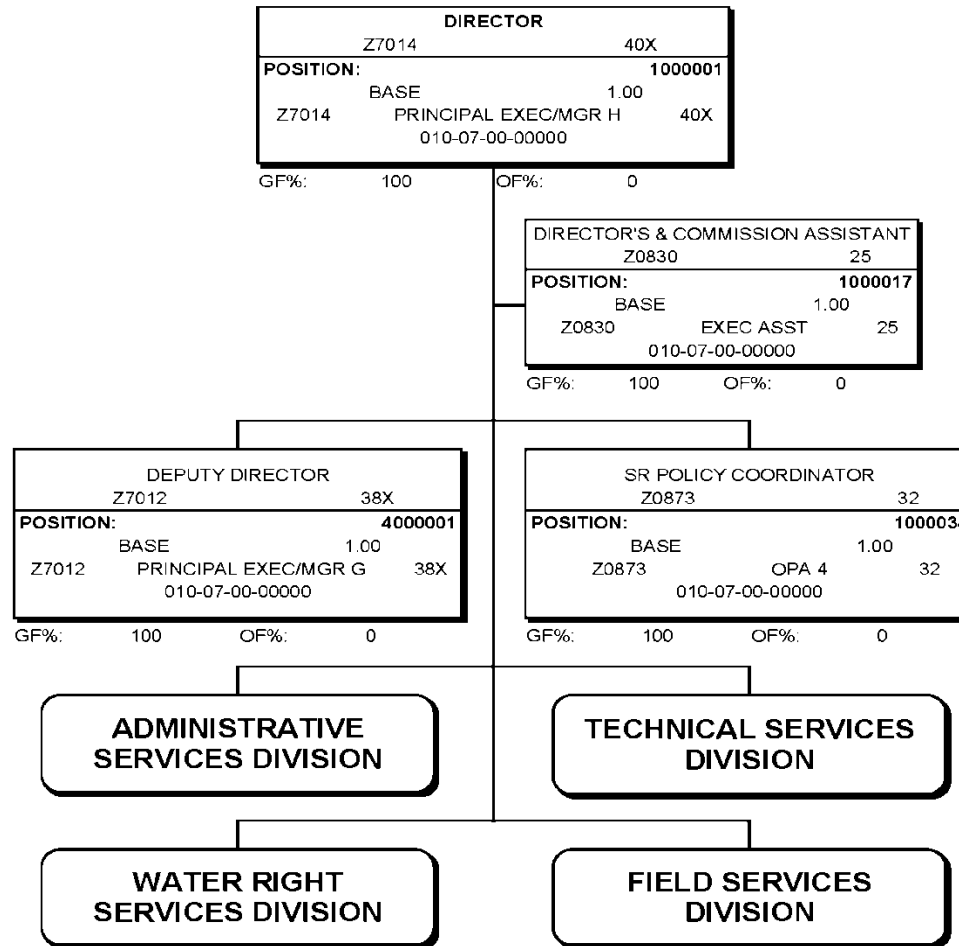 DIRECTOR
Z7014 40X
POSITION: 1000001
BASE 1.00
Z7014 PRINCIPAL EXEC/MGR H 40X
010-07-00-00000
GF%: 100 OF%: 0
DIRECTOR'S & COMMISSION ASSISTANT
Z0830 25
POSITION: 1000017
BASE 1.00
Z0830 EXEC ASST 25
010-07-00-00000
GF%: 100 OF%: 0
DEPUTY DIRECTOR
Z7012 38X
POSITION: 4000001
BASE 1.00
Z7012 PRINCIPAL EXEC/MGR G 38X
010-07-00-00000
GF%: 100 OF%: 0
SR POLICY COORDINATOR
Z0873 32
POSITION: 1000034
BASE 1.00
Z0873 OPA 4 32
010-07-00-00000
GF%: 100 OF%: 0
ADMINISTRATIVE
SERVICES DIVISION
TECHNICAL SERVICES
DIVISION
WATER RIGHT
SERVICES DIVISION
FIELD SERVICES
DIVISION